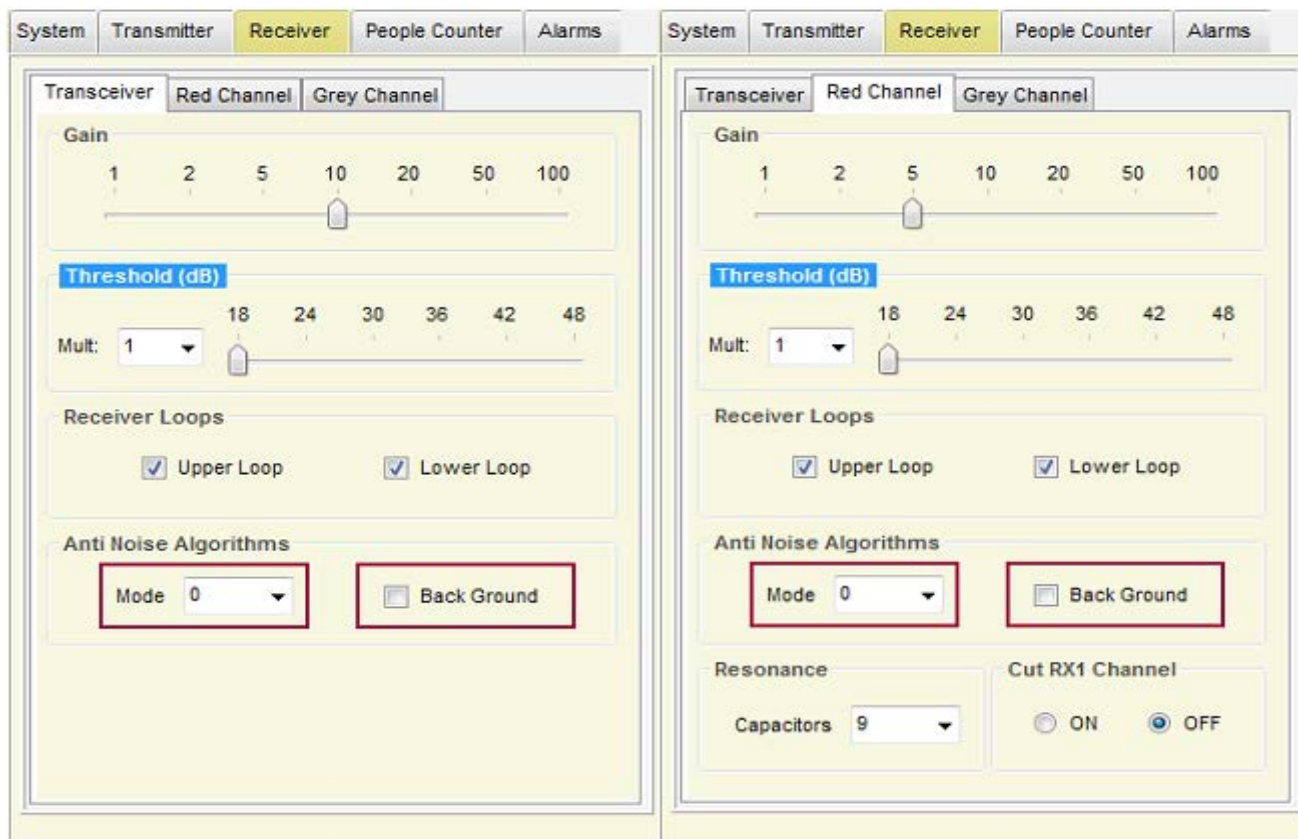 System Transmitter Receiver People Counter Alarms
Transceiver Red Channel Grey Channel
Gain
1 2 5 10 20 50 100
Threshold (dB)
18 24 30 36 42 48
Mult: 1
Receiver Loops
Upper Loop Lower Loop
Anti Noise Algorithms
Mode 0 Back Ground
System Transmitter Receiver People Counter Alarms
Transceiver Red Channel Grey Channel
Gain
1 2 5 10 20 50 100
Threshold (dB)
18 24 30 36 42 48
Mult: 1
Receiver Loops
Upper Loop Lower Loop
Anti Noise Algorithms
Mode 0 Back Ground
Resonance Cut RX1 Channel
Capacitors 9 ON OFF